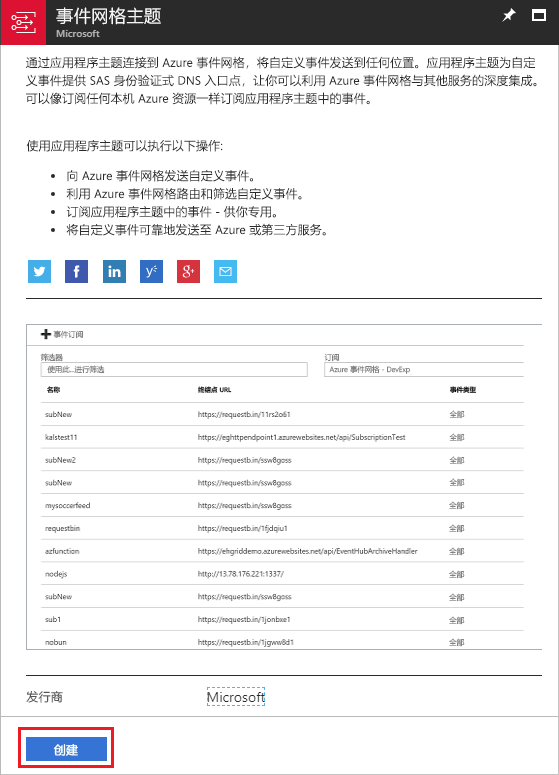 事件网格主题
Microsoft
通过应用程序主题连接到 Azure 事件网格，将自定义事件发送到任何位置。应用程序主题为自定
义事件提供 SAS 身份验证式 DNS 入口点，让你可以利用 Azure 事件网格与其他服务的深度集成。
可以像订阅任何本机 Azure 资源一样订阅应用程序主题中的事件。
使用应用程序主题可以执行以下操作:
• 向 Azure 事件网格发送自定义事件。
• 利用 Azure 事件网格路由和筛选自定义事件。
• 订阅应用程序主题中的事件 - 供你专用。
• 将自定义事件可靠地发送至 Azure 或第三方服务。
事件订阅
筛选器 订阅
使用此...进行筛选 Azure 事件网格 - DevExp
名称 终结点 URL 事件类型
subNew https://requestb.in/11rs2o61 全部
kalstest11 https://eghttpendpoint1.azurewebsites.net/api/SubscriptionTest 全部
subNew2 https://requestb.in/ssw8goss 全部
subNew https://requestb.in/ssw8goss 全部
mysoccerfeed https://requestb.in/ssw8goss 全部
requestbin https://requestb.in/1fjdqiu1 全部
azfunction https://ehgriddemo.azurewebsites.net/api/EventHubArchiveHandler 全部
nodejs http://13.78.176.221:1337/ 全部
subNew https://requestb.in/ssw8goss 全部
sub1 https://requestb.in/1jonbxe1 全部
nobun https://requestb.in/1jgww8d1 全部
发行商 Microsoft
创建